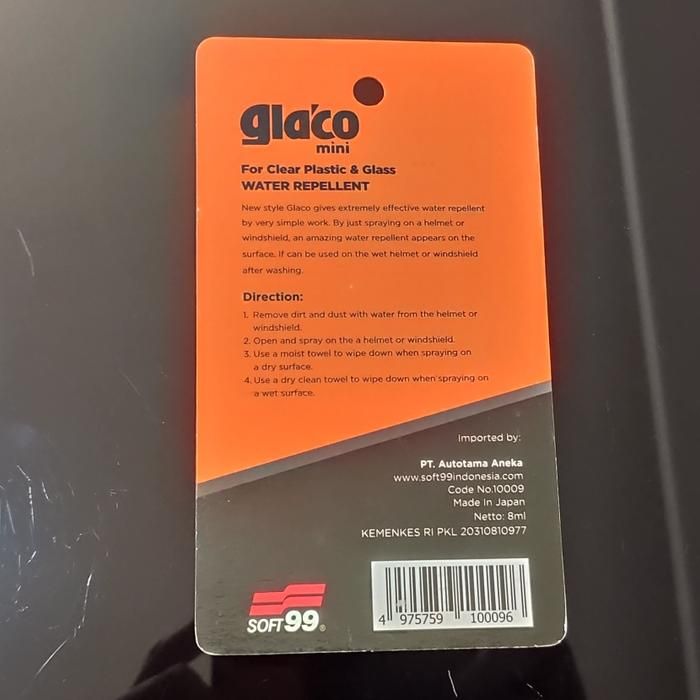 gla'co
mini
For Clear Plastic & Glass
WATER REPELLENT
New style Glaco gives extremely effective water repellent
by very simple work. By just spraying on a helmet or
windshield, an amazing water repellent appears on the
surface. If can be used on the wet helmet or windshield
after washing.
Direction:
1. Remove dirt and dust with water from the helmet or
windshield.
2. Open and spray on the a helmet or windshield.
3. Use a moist towel to wipe down when spraying on
a dry surface.
4. Use a dry clean towel to wipe down when spraying on
a wet surface.
Imported by:
PT. Autotama Aneka
www.soft99indonesia.com
Code No.10009
Made In Japan
Netto: 8ml
KEMENKES RI PKL 20310810977
4 975759 100096
SOFT99®